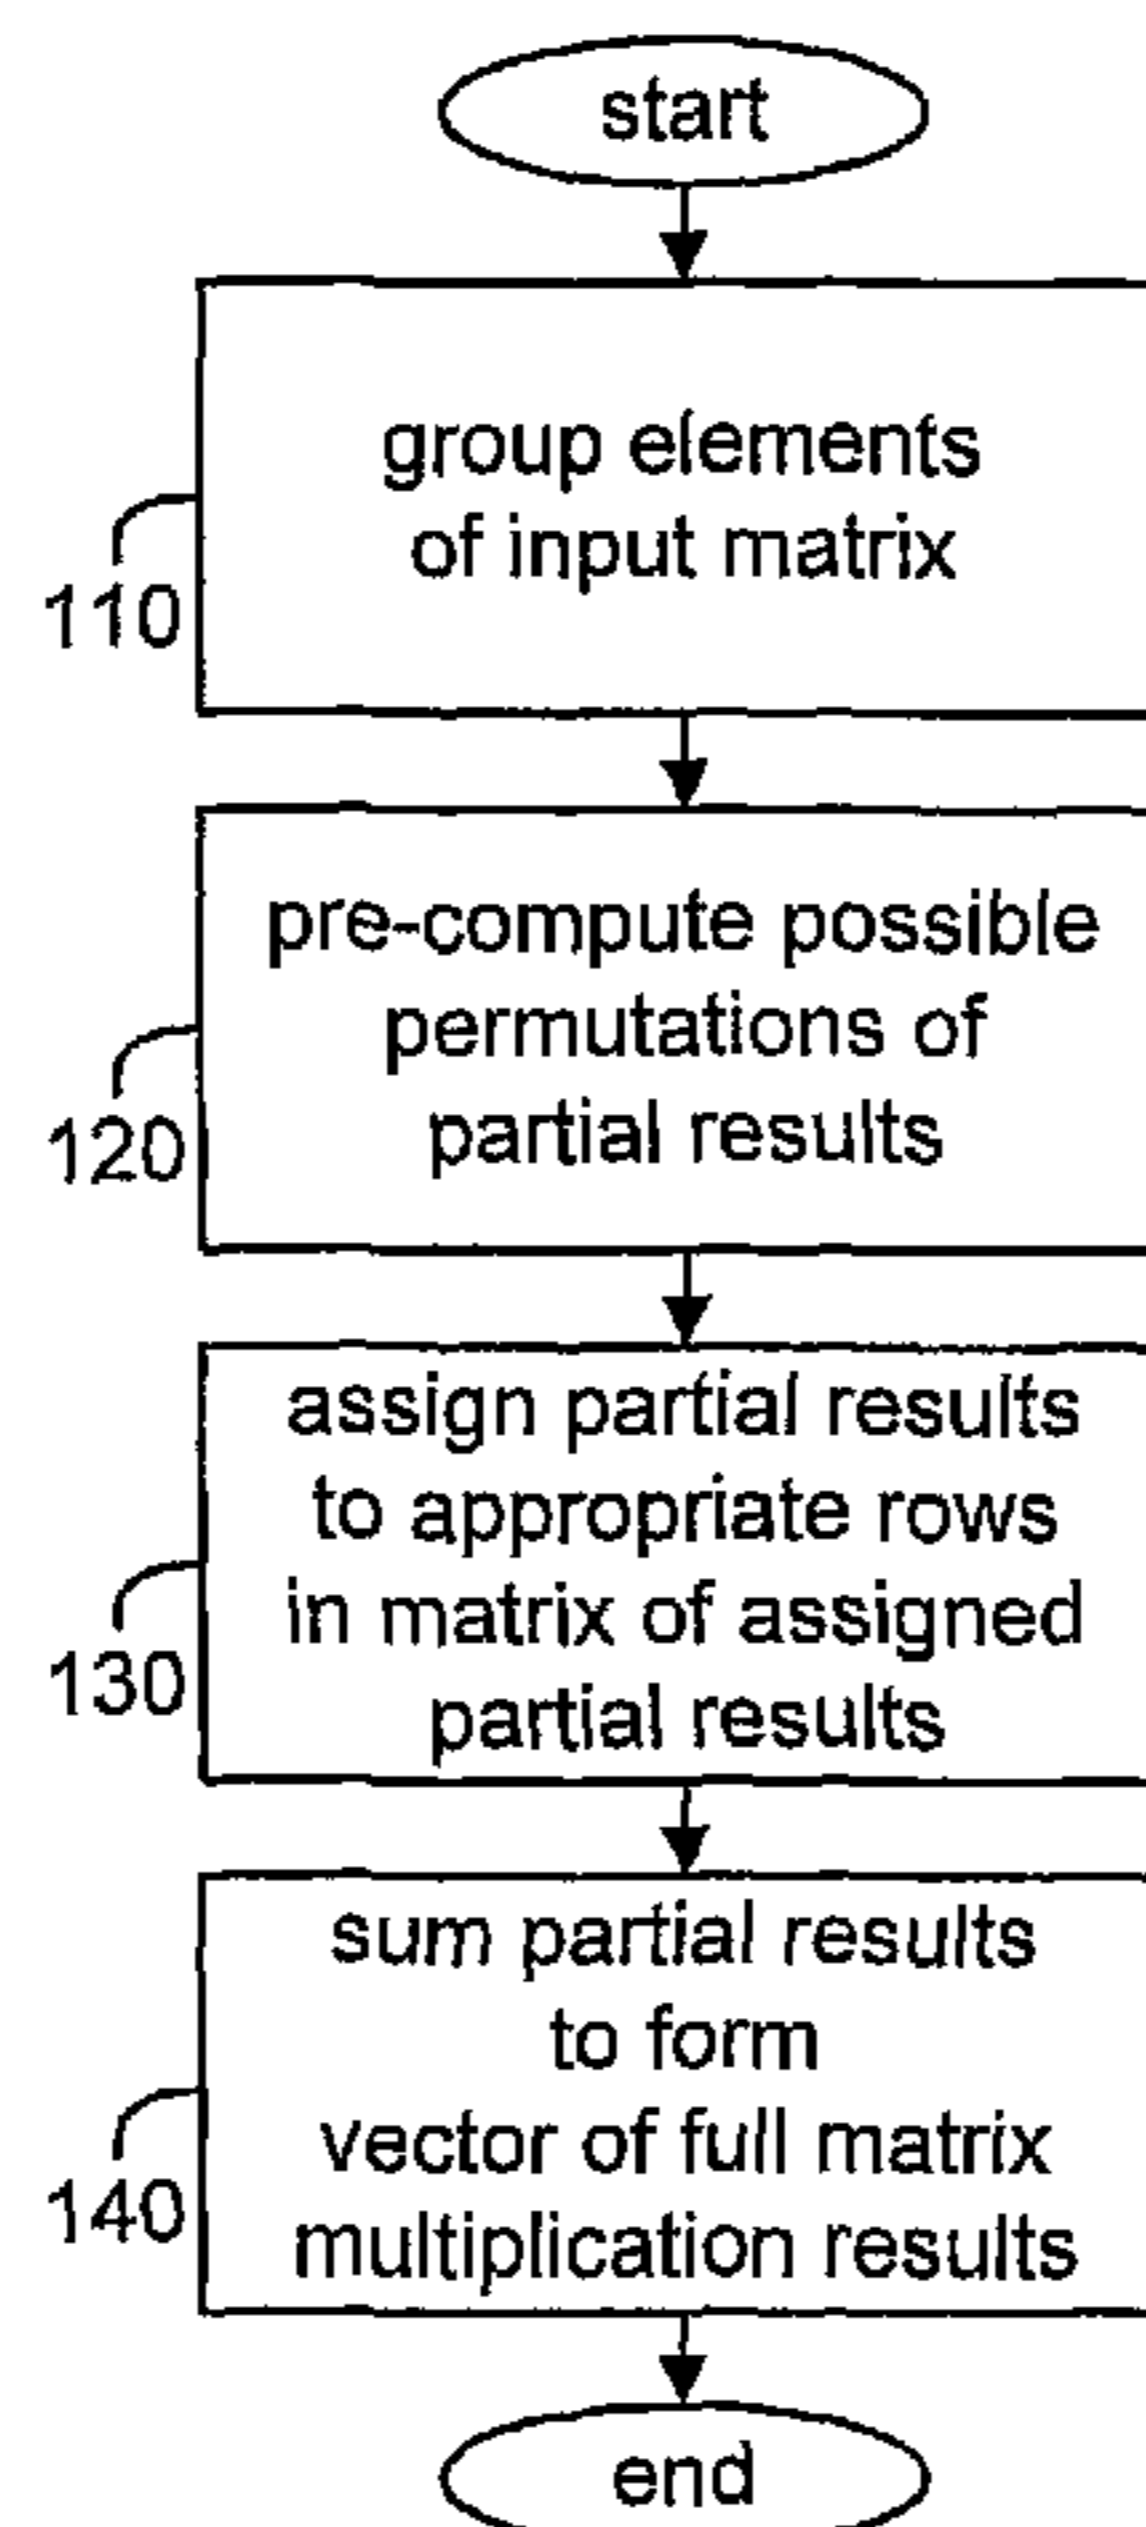 start
group elements
of input matrix
110
pre-compute possible
permutations of
partial results
120
assign partial results
to appropriate rows
in matrix of assigned
partial results
130
sum partial results
to form
vector of full matrix
multiplication results
140
end